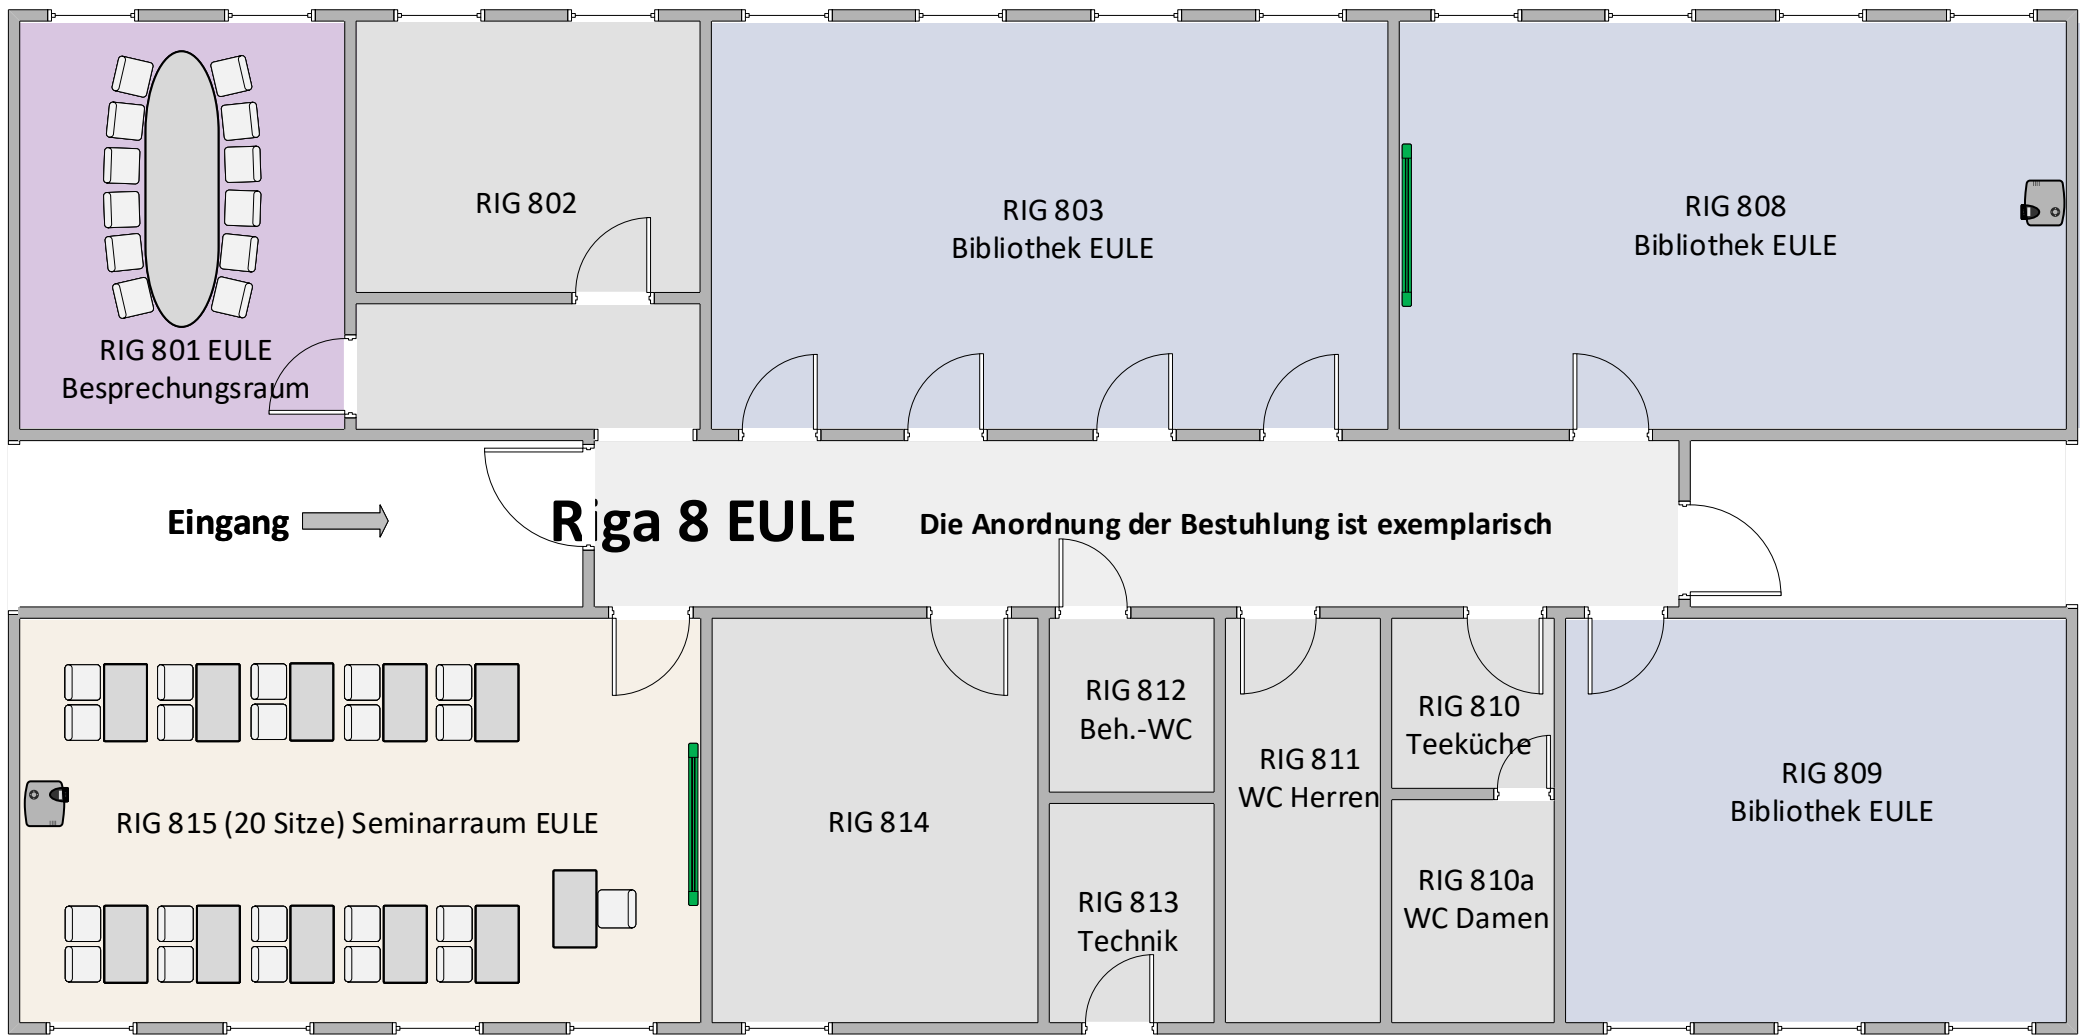 RIG 801 EULE
Besprechungsraum
RIG 802
RIG 803
Bibliothek EULE
RIG 808
Bibliothek EULE
Eingang
Riga 8 EULE
Die Anordnung der Bestuhlung ist exemplarisch
RIG 815 (20 Sitze) Seminarraum EULE
RIG 814
RIG 812
Beh.-WC
RIG 813
Technik
RIG 811
WC Herren
RIG 810
Teeküche
RIG 810a
WC Damen
RIG 809
Bibliothek EULE